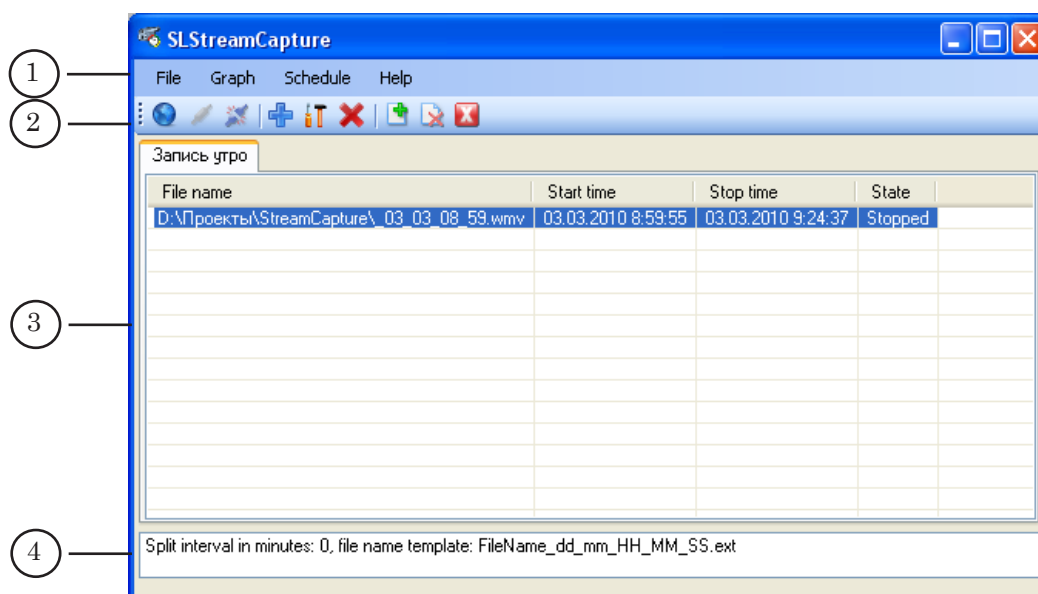 SLStreamCapture
1
File Graph Schedule Help
2
Запись утро
File name Start time Stop time State
D:\Проекты\StreamCapture\_03_03_08_59.wmv 03.03.2010 8:59:55 03.03.2010 9:24:37 Stopped
3
4
Split interval in minutes: 0, file name template: FileName_dd_mm_HH_MM_SS.ext